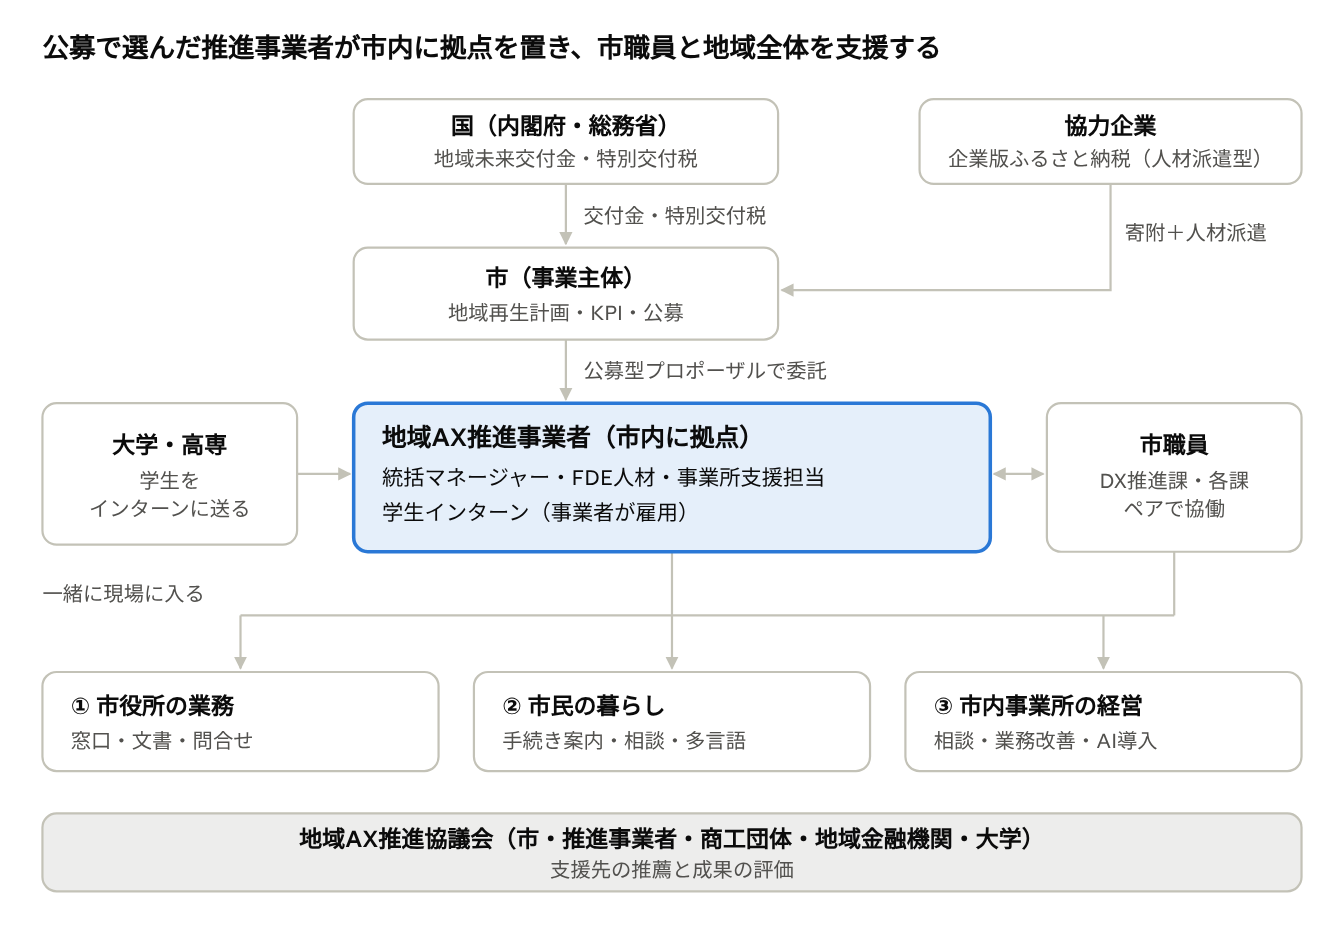 公募で選んだ推進事業者が市内に拠点を置き、市職員と地域全体を支援する
国（内閣府・総務省）
地域未来交付金・特別交付税
協力企業
企業版ふるさと納税（人材派遣型）
交付金・特別交付税
寄附＋人材派遣
市（事業主体）
地域再生計画・KPI・公募
公募型プロポーザルで委託
大学・高専
学生を
インターンに送る
地域AX推進事業者（市内に拠点）
統括マネージャー・FDE人材・事業所支援担当
学生インターン（事業者が雇用）
市職員
DX推進課・各課
ペアで協働
一緒に現場に入る
① 市役所の業務
窓口・文書・問合せ
② 市民の暮らし
手続き案内・相談・多言語
③ 市内事業所の経営
相談・業務改善・AI導入
地域AX推進協議会（市・推進事業者・商工団体・地域金融機関・大学）
支援先の推薦と成果の評価